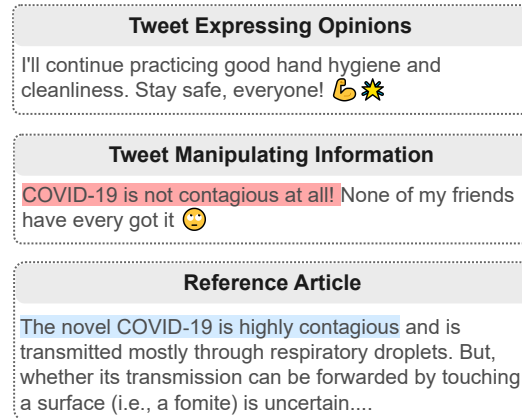 Tweet Expressing Opinions
I'll continue practicing good hand hygiene and
cleanliness. Stay safe, everyone! 💪🌟
Tweet Manipulating Information
COVID-19 is not contagious at all! None of my friends
have every got it 🙄
Reference Article
The novel COVID-19 is highly contagious and is
transmitted mostly through respiratory droplets. But,
whether its transmission can be forwarded by touching
a surface (i.e., a fomite) is uncertain....